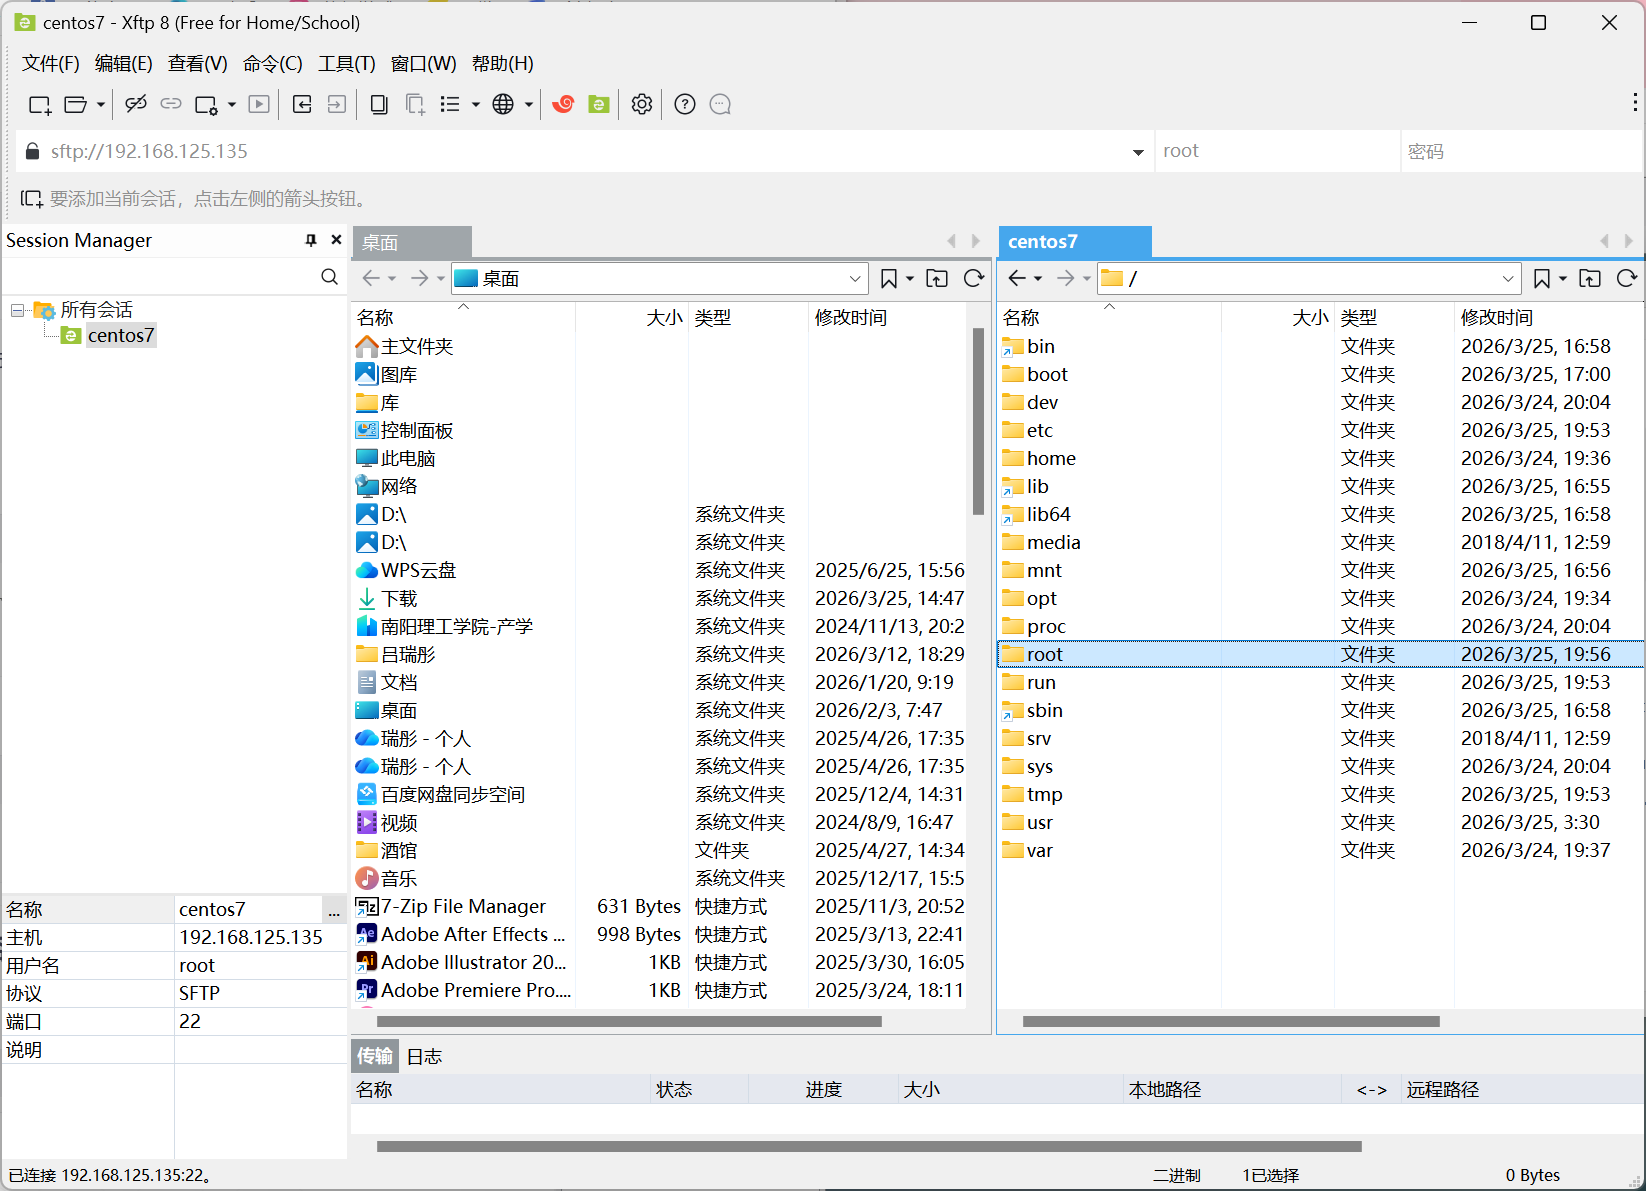 centos7 - Xftp 8 (Free for Home/School)
文件(F) 编辑(E) 查看(V) 命令(C) 工具(T) 窗口(W) 帮助(H)
sftp://192.168.125.135 root 密码
要添加当前会话，点击左侧的箭头按钮。
Session Manager
所有会话
centos7
名称 centos7 ...
主机 192.168.125.135
用户名 root
协议 SFTP
端口 22
说明
桌面
桌面
名称 大小 类型 修改时间
主文件夹
图库
库
控制面板
此电脑
网络
D:\ 系统文件夹
D:\ 系统文件夹
WPS云盘 系统文件夹 2025/6/25, 15:56
下载 系统文件夹 2026/3/25, 14:47
南阳理工学院-产学 系统文件夹 2024/11/13, 20:2
吕瑞彤 系统文件夹 2026/3/12, 18:29
文档 系统文件夹 2026/1/20, 9:19
桌面 系统文件夹 2026/2/3, 7:47
瑞彤 - 个人 系统文件夹 2025/4/26, 17:35
瑞彤 - 个人 系统文件夹 2025/4/26, 17:35
百度网盘同步空间 系统文件夹 2025/12/4, 14:31
视频 系统文件夹 2024/8/9, 16:47
酒馆 文件夹 2025/4/27, 14:34
音乐 系统文件夹 2025/12/17, 15:5
7-Zip File Manager 631 Bytes 快捷方式 2025/11/3, 20:52
Adobe After Effects ... 998 Bytes 快捷方式 2025/3/13, 22:41
Adobe Illustrator 20... 1KB 快捷方式 2025/3/30, 16:05
Adobe Premiere Pro.... 1KB 快捷方式 2025/3/24, 18:11
centos7
/
名称 大小 类型 修改时间
bin 文件夹 2026/3/25, 16:58
boot 文件夹 2026/3/25, 17:00
dev 文件夹 2026/3/24, 20:04
etc 文件夹 2026/3/25, 19:53
home 文件夹 2026/3/24, 19:36
lib 文件夹 2026/3/25, 16:55
lib64 文件夹 2026/3/25, 16:58
media 文件夹 2018/4/11, 12:59
mnt 文件夹 2026/3/25, 16:56
opt 文件夹 2026/3/24, 19:34
proc 文件夹 2026/3/24, 20:04
root 文件夹 2026/3/25, 19:56
run 文件夹 2026/3/25, 19:53
sbin 文件夹 2026/3/25, 16:58
srv 文件夹 2018/4/11, 12:59
sys 文件夹 2026/3/24, 20:04
tmp 文件夹 2026/3/25, 19:53
usr 文件夹 2026/3/25, 3:30
var 文件夹 2026/3/24, 19:37
传输 日志
名称 状态 进度 大小 本地路径 <-> 远程路径
已连接 192.168.125.135:22。 二进制 1已选择 0 Bytes